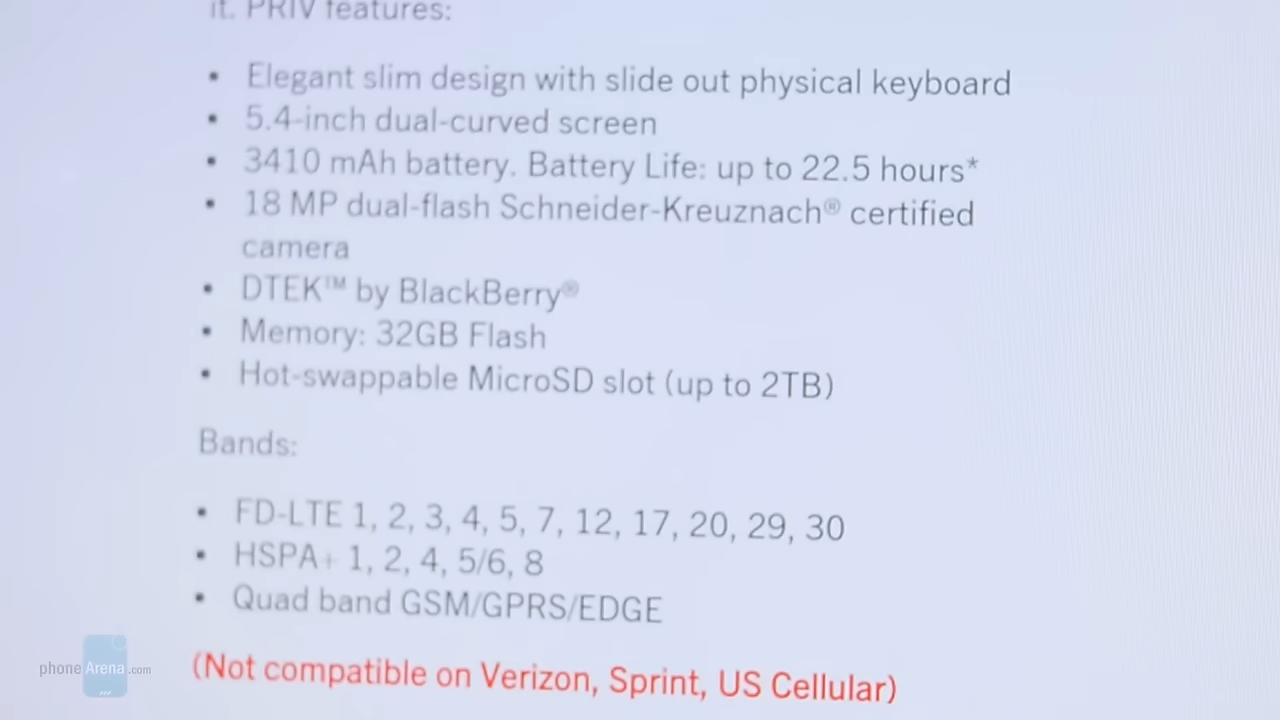 it. PRIV features:
• Elegant slim design with slide out physical keyboard
• 5.4-inch dual-curved screen
• 3410 mAh battery. Battery Life: up to 22.5 hours*
• 18 MP dual-flash Schneider-Kreuznach® certified
camera
• DTEK™ by BlackBerry®
• Memory: 32GB Flash
• Hot-swappable MicroSD slot (up to 2TB)
Bands:
• FD-LTE 1, 2, 3, 4, 5, 7, 12, 17, 20, 29, 30
• HSPA+ 1, 2, 4, 5/6, 8
• Quad band GSM/GPRS/EDGE
(Not compatible on Verizon, Sprint, US Cellular)
phoneArena.com